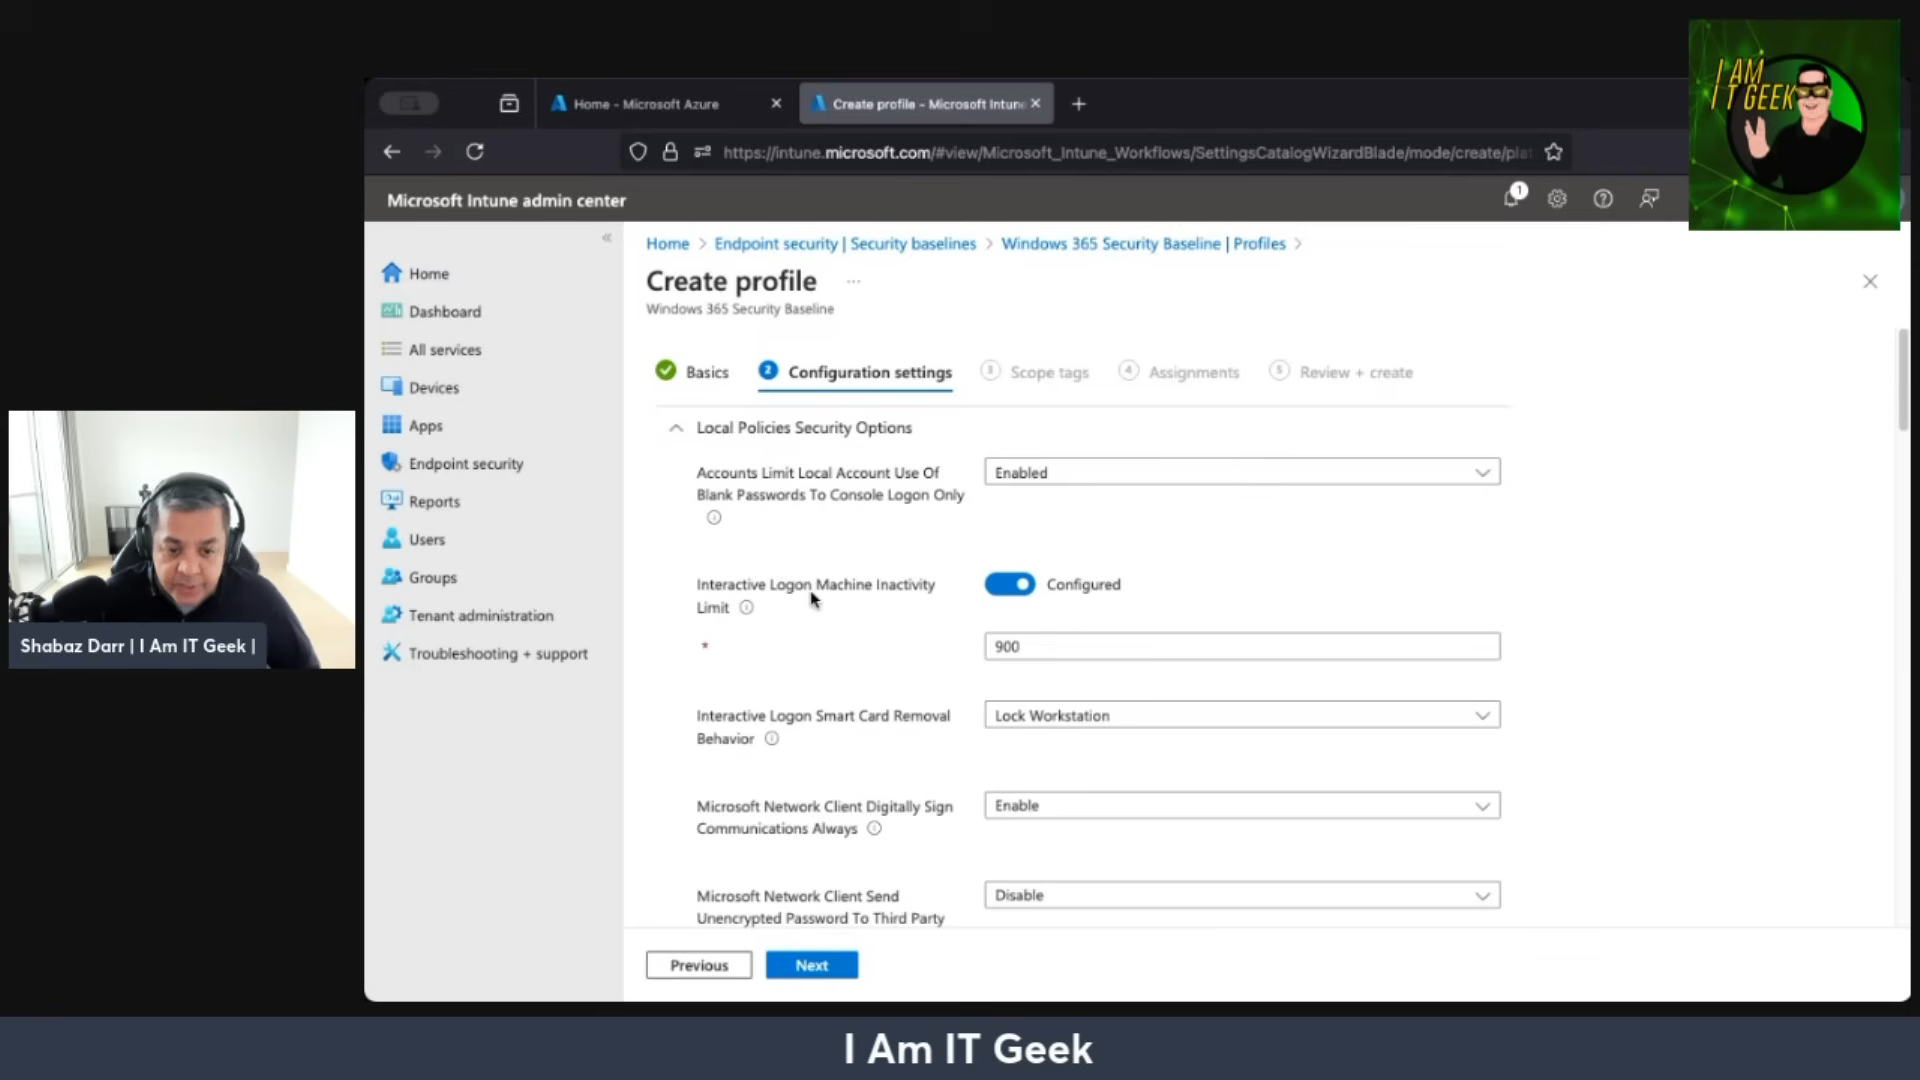 I AM
IT GEEK
Home - Microsoft Azure
Create profile - Microsoft Intune
https://intune.microsoft.com/#view/Microsoft_Intune_Workflows/SettingsCatalogWizardBlade/mode/create/plat
Microsoft Intune admin center
1
Home > Endpoint security | Security baselines > Windows 365 Security Baseline | Profiles >
Create profile ...
Windows 365 Security Baseline
Home
Dashboard
All services
Devices
Apps
Endpoint security
Reports
Users
Groups
Tenant administration
Troubleshooting + support
Basics
2 Configuration settings
3 Scope tags
4 Assignments
5 Review + create
Local Policies Security Options
Accounts Limit Local Account Use Of
Blank Passwords To Console Logon Only
Enabled
Interactive Logon Machine Inactivity
Limit
Configured
* 900
Interactive Logon Smart Card Removal
Behavior
Lock Workstation
Microsoft Network Client Digitally Sign
Communications Always
Enable
Microsoft Network Client Send
Unencrypted Password To Third Party
Disable
Previous
Next
Shabaz Darr | I Am IT Geek |
I Am IT Geek